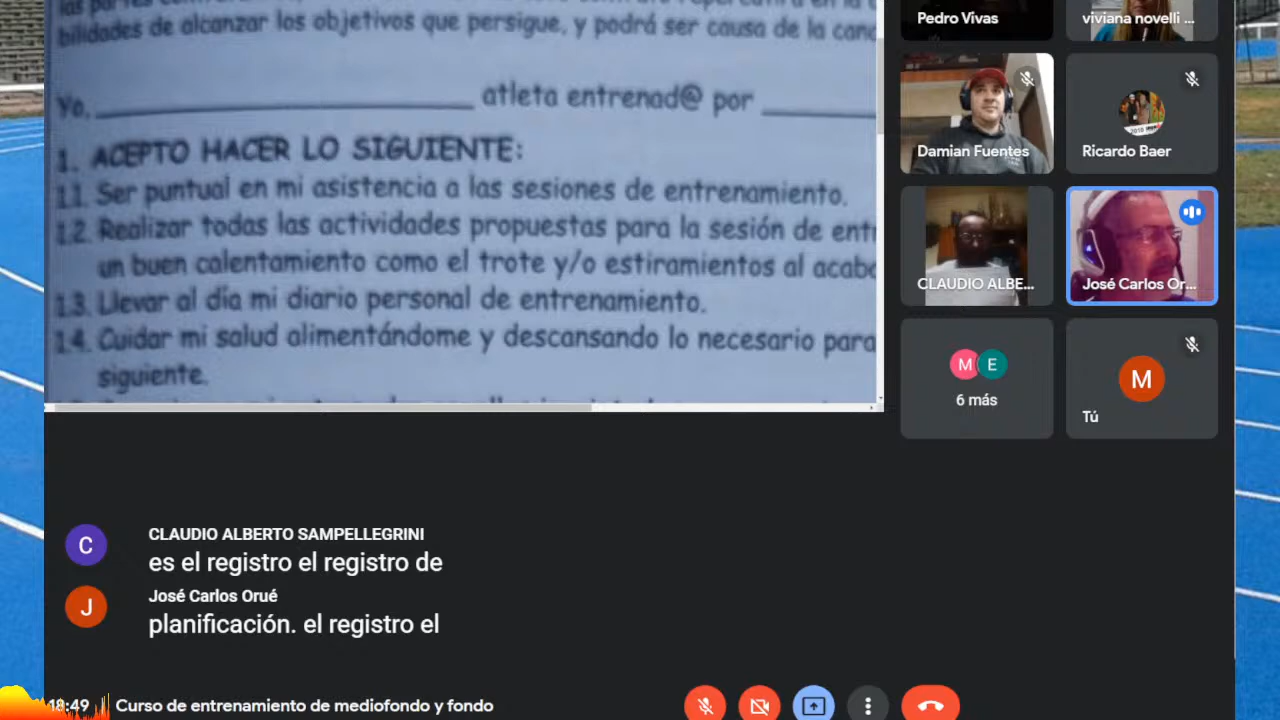 las partes
bilidades de alcanzar los objetivos que persigue, y podrá ser causa de la canc
Yo, atleta entrenad@ por
1. ACEPTO HACER LO SIGUIENTE:
1.1. Ser puntual en mi asistencia a las sesiones de entrenamiento.
1.2. Realizar todas las actividades propuestas para la sesión de entr
un buen calentamiento como el trote y/o estiramientos al acaba
1.3. Llevar al día mi diario personal de entrenamiento.
1.4. Cuidar mi salud alimentándome y descansando lo necesario para
siguiente.
Pedro Vivas
viviana novelli ...
Damian Fuentes
Ricardo Baer
CLAUDIO ALBE...
José Carlos Or...
M E
6 más
M
Tú
C
CLAUDIO ALBERTO SAMPELLEGRINI
es el registro el registro de
J
José Carlos Orué
planificación. el registro el
18:49 Curso de entrenamiento de mediofondo y fondo